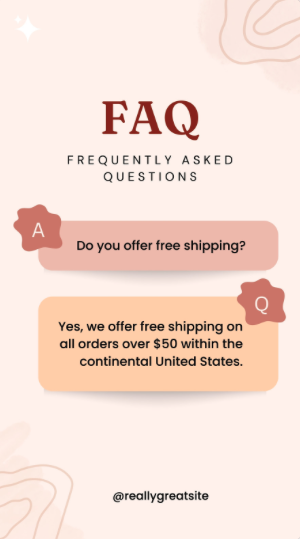 FAQ
FREQUENTLY ASKED
QUESTIONS
A
Do you offer free shipping?
Q
Yes, we offer free shipping on
all orders over $50 within the
continental United States.
@reallygreatsite